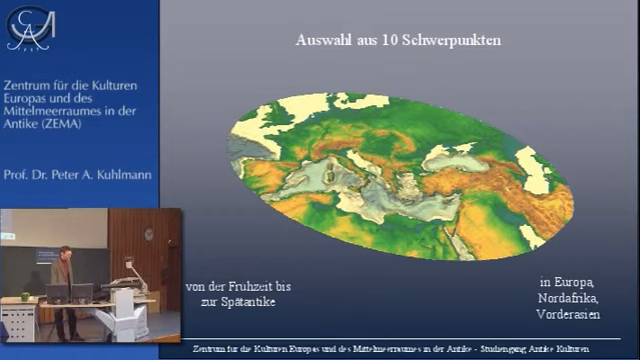 Auswahl aus 10 Schwerpunkten
Zentrum für die Kulturen
Europas und des
Mittelmeerraumes in der
Antike (ZEMA)
Prof. Dr. Peter A. Kuhlmann
von der Fruhzeit bis
zur Spätantike
in Europa,
Nordafrika,
Vorderasien
Zentrum für die Kulturen Europas und des Mittelmeerraumes in der Antike - Studiengang Antike Kulturen